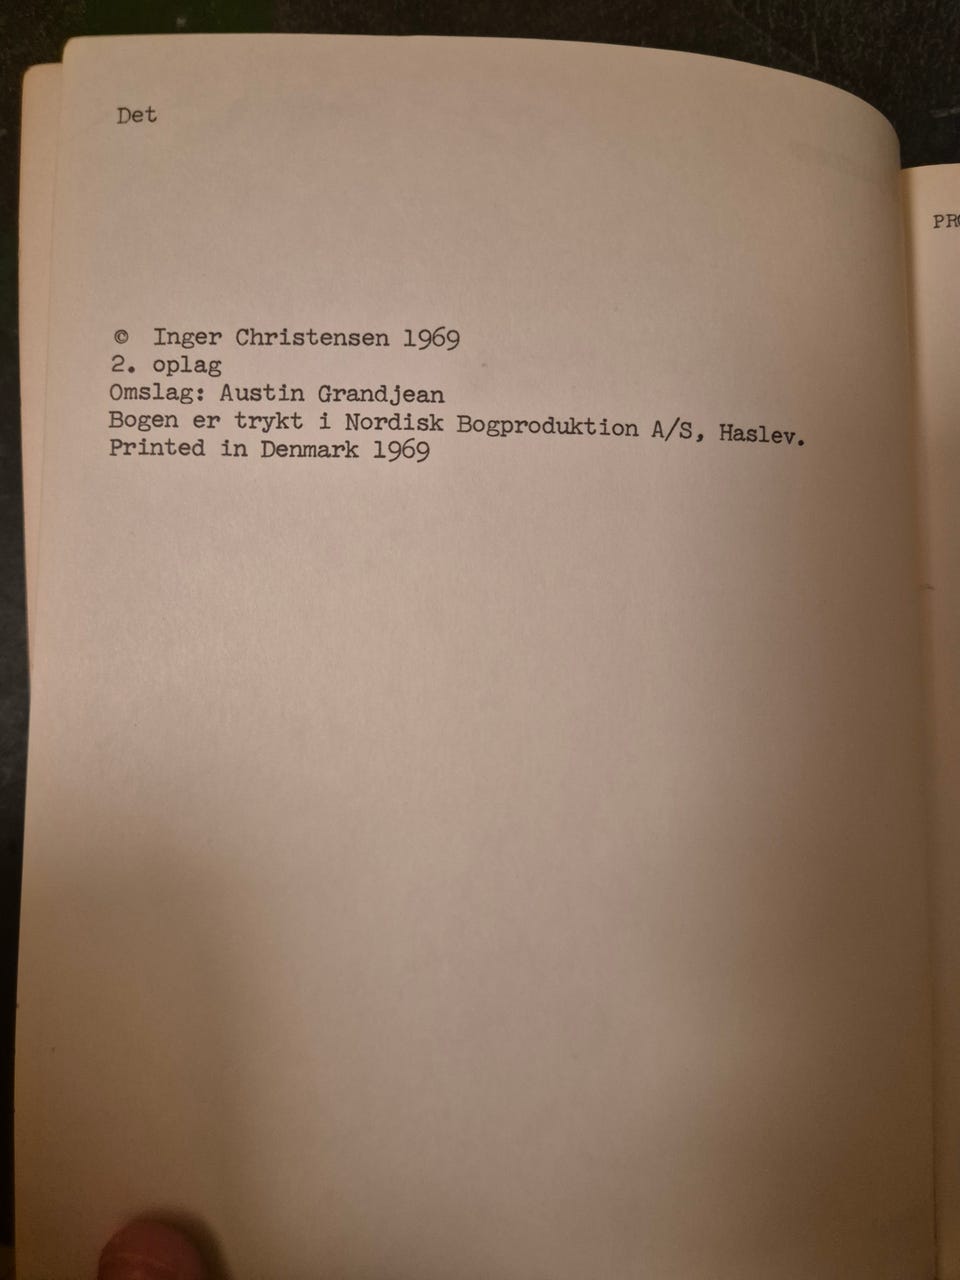 Det
© Inger Christensen 1969
2. oplag
Omslag: Austin Grandjean
Bogen er trykt i Nordisk Bogproduktion A/S, Haslev.
Printed in Denmark 1969